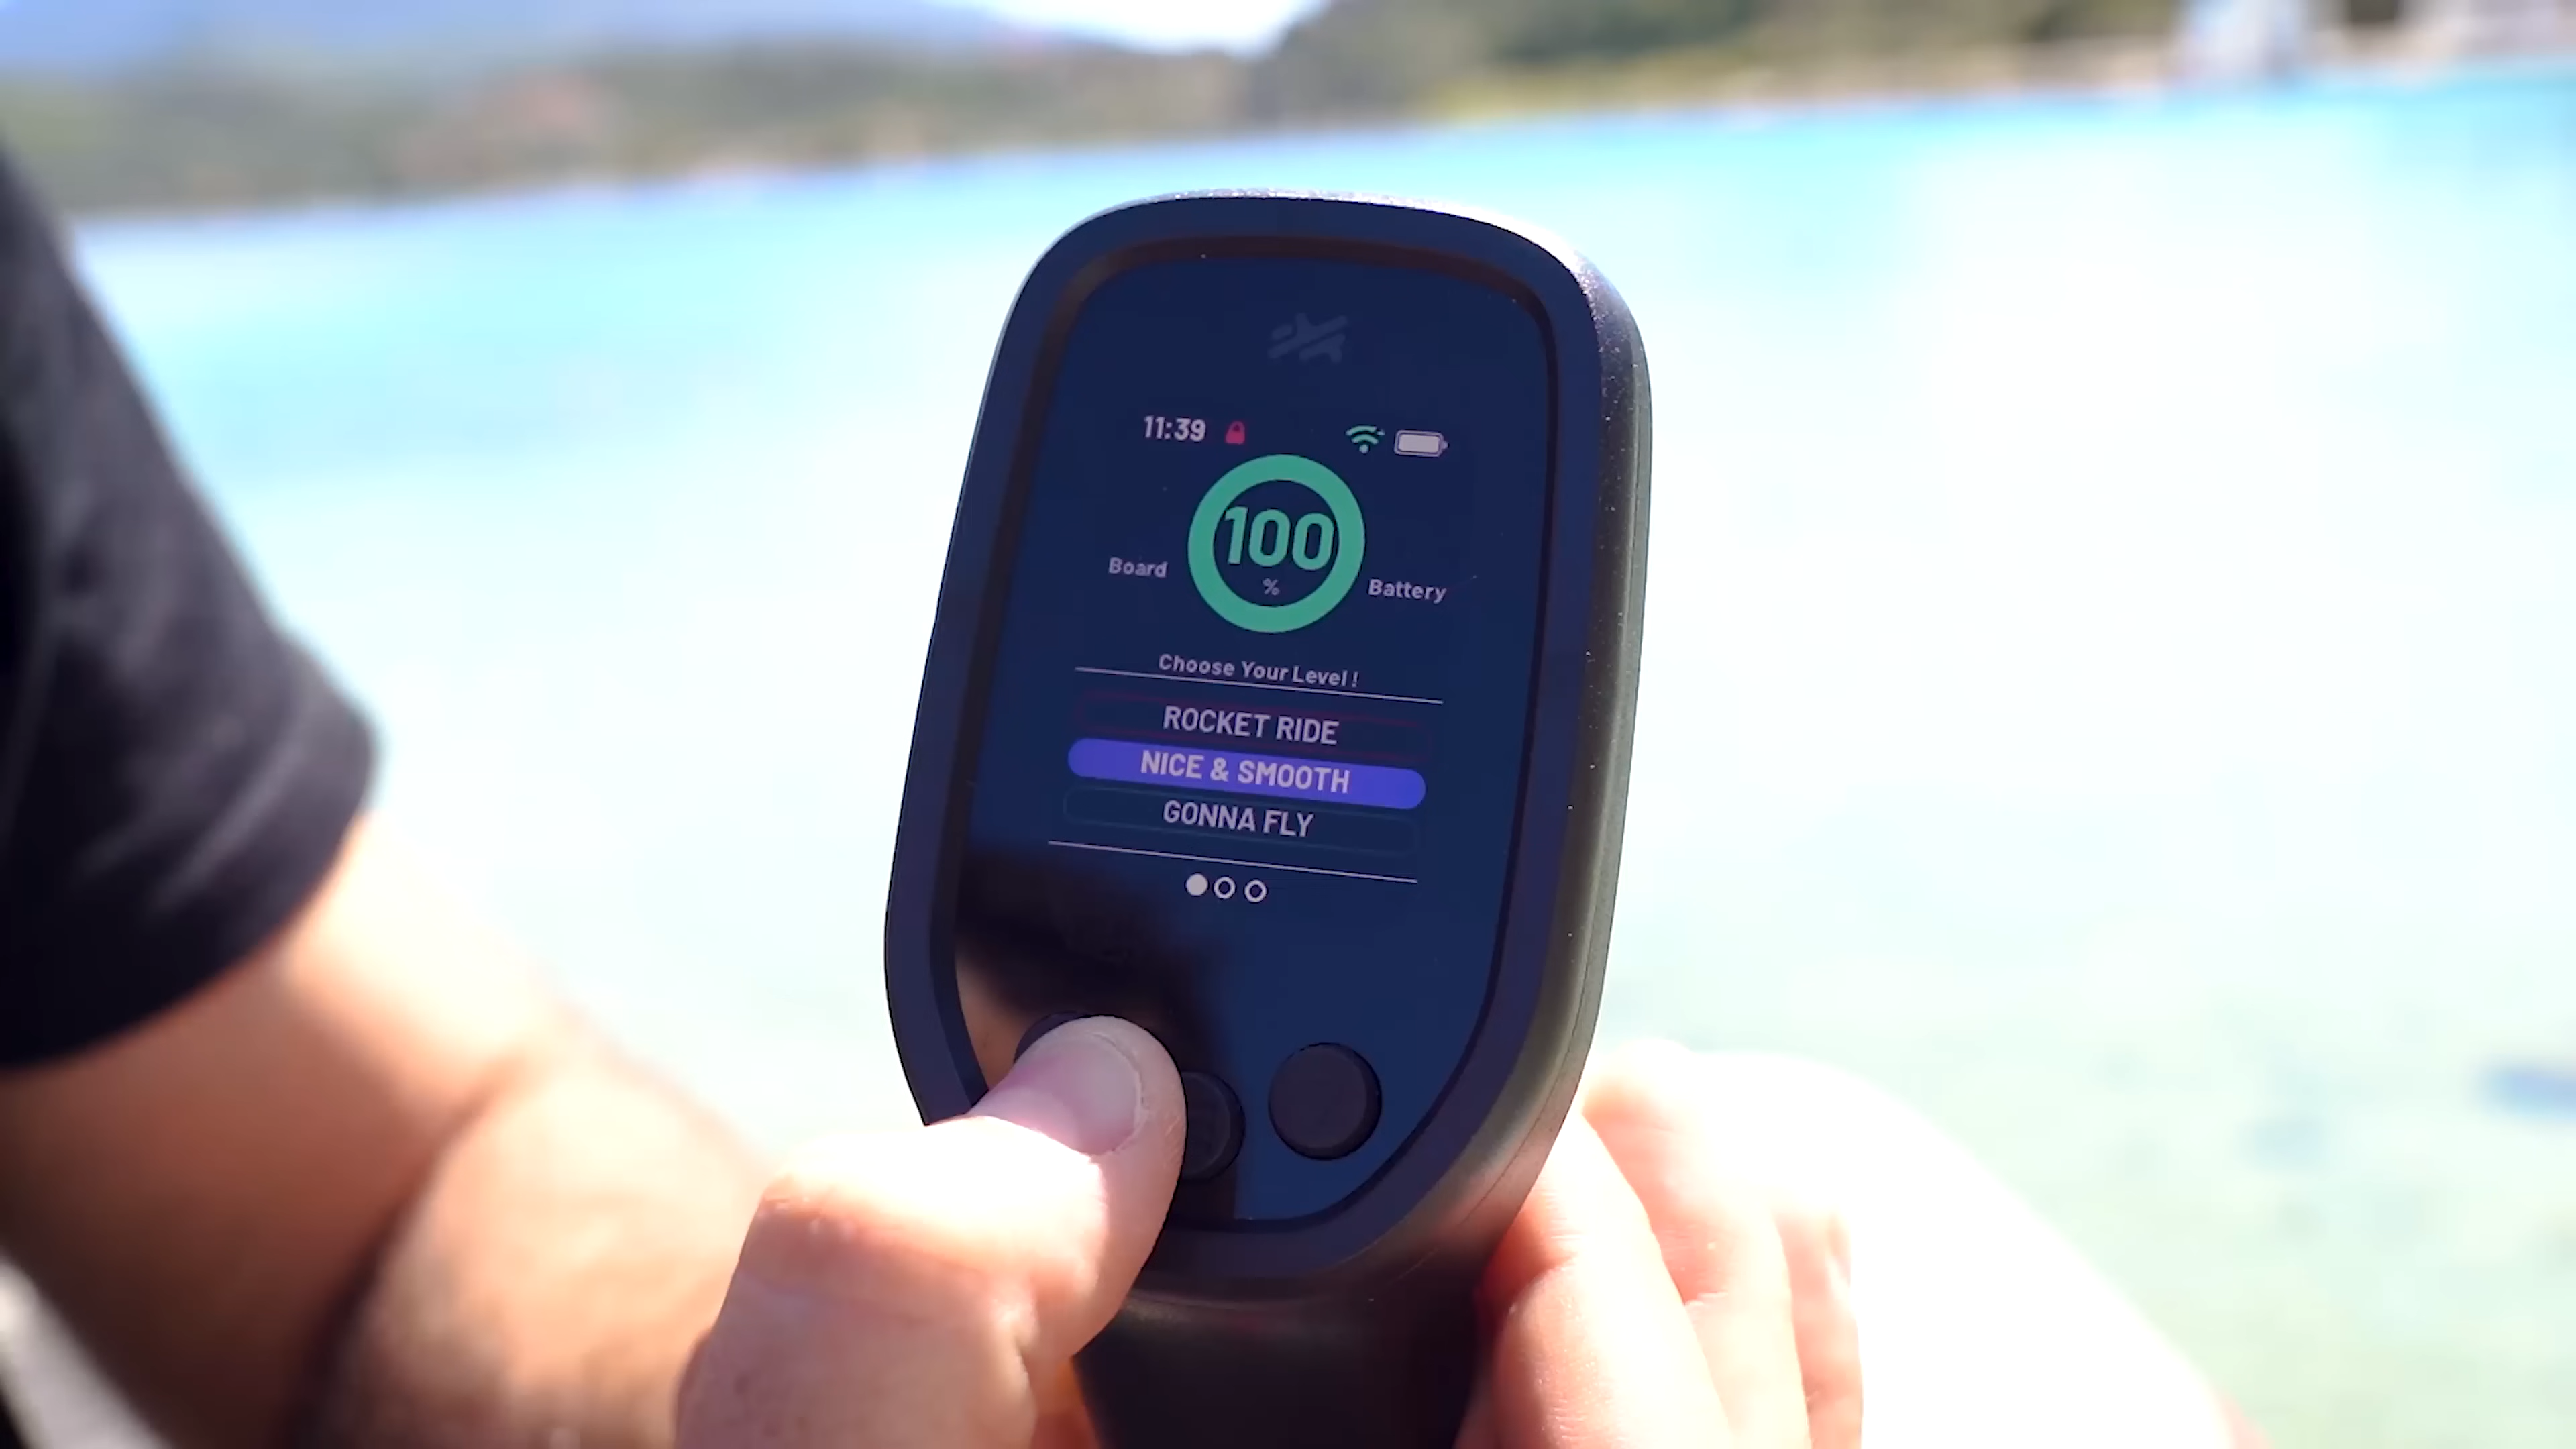 11:39
100
%
Board
Battery
Choose Your Level !
ROCKET RIDE
NICE & SMOOTH
GONNA FLY